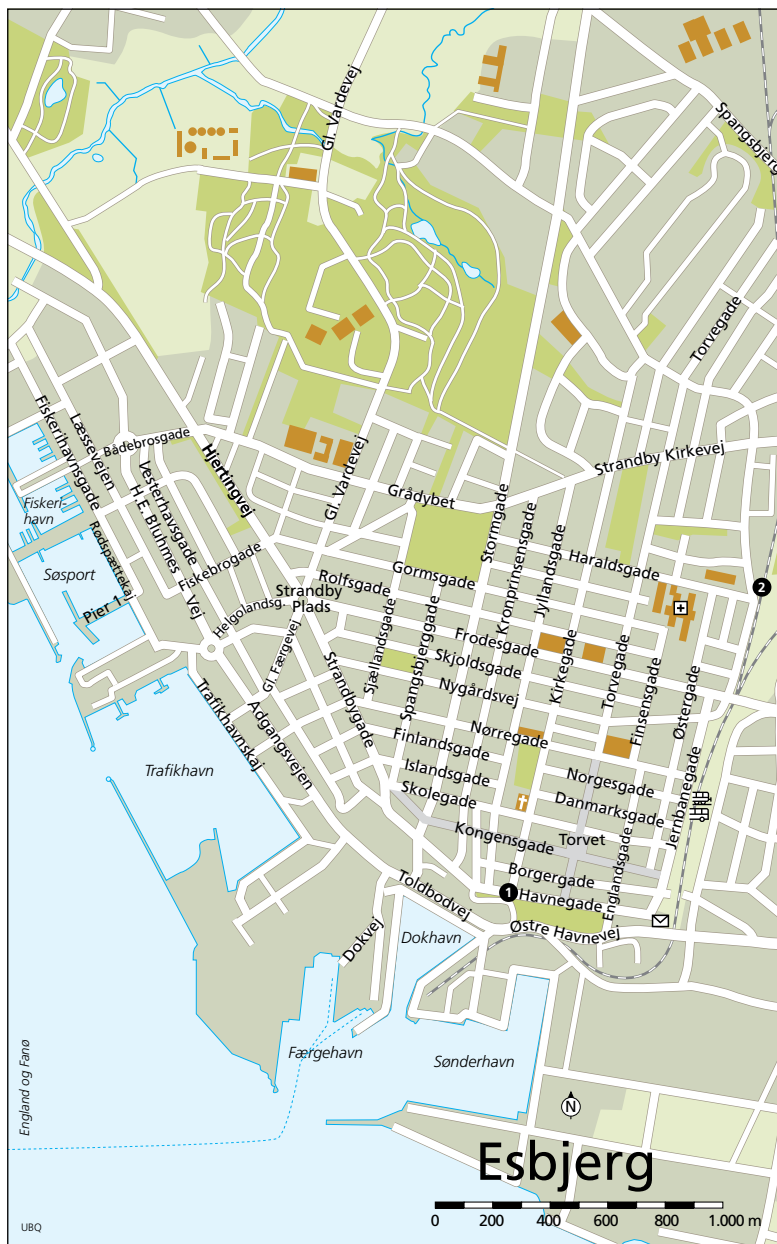 Gl. Vardevej
Spangsbjerg
Torvegade
Læssevejen
Fiskerihavnsgade
Bådebrosgade
Hjertingvej
Gl. Vardevej
Strandby Kirkevej
Grådybet
Vesterhavsgade
H.E. Bluhmes Vej
Fiskeri-
havn
Rødspættekaj
Søsport
Pier 1
Fiskebrogade
Stormgade
Kronprinsensgade
Jyllandsgade
Haraldsgade
2
Gormsgade
Rolfsgade
Strandby
Plads
Helgolandsg.
Gl. Færgevej
Frodesgade
Skjoldsgade
Nygårdsvej
Sjællandsgade
Spangsbjerggade
Kirkegade
Torvegade
Finsensgade
Østergade
Strandbygade
Adgangsvejen
Trafikhavnskaj
Trafikhavn
Nørregade
Finlandsgade
Islandsgade
Skolegade
Norgesgade
Danmarksgade
Jernbanegade
Kongensgade
Torvet
Borgergade
Englandsgade
1
Havnegade
Toldbodvej
Østre Havnevej
Dokvej
Dokhavn
Færgehavn
Sønderhavn
England og Fanø
N
Esbjerg
0 200 400 600 800 1.000 m
UBQ